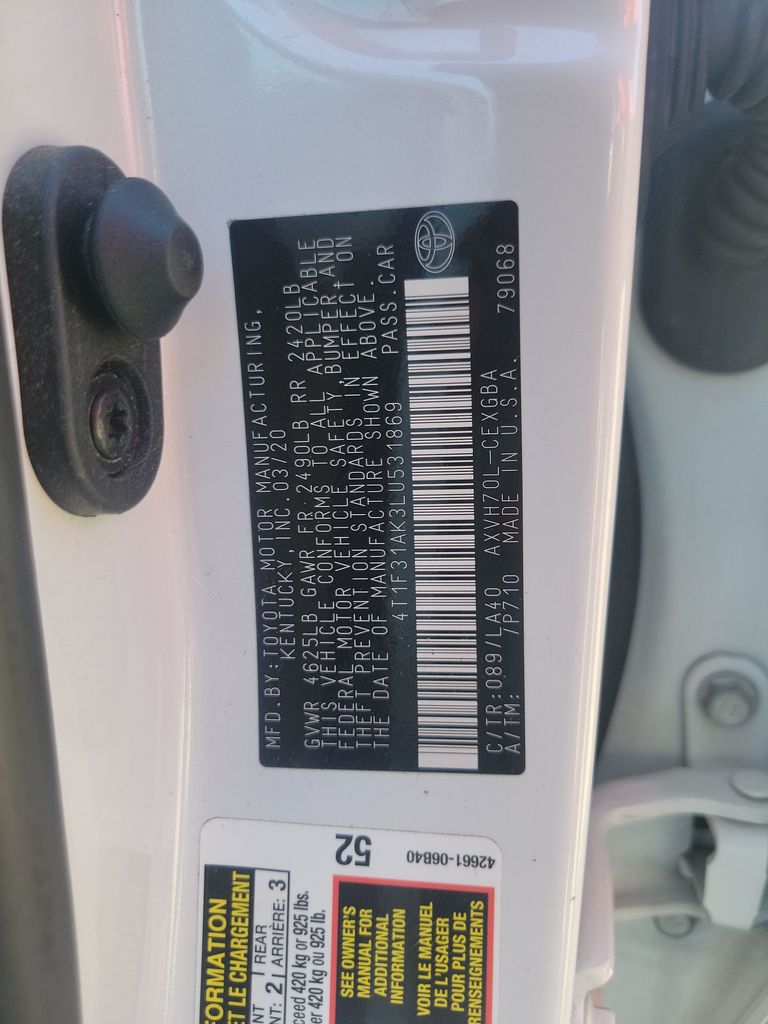 MFD.BY:TOYOTA MOTOR MANUFACTURING,
KENTUCKY,INC.03/20
GVWR 4625LB GAWR FR 2490LB RR 2420LB
THIS VEHICLE CONFORMS TO ALL APPLICABLE
FEDERAL MOTOR VEHICLE SAFETY, BUMPER,AND
THEFT PREVENTION STANDARDS IN EFFECT ON
THE DATE OF MANUFACTURE SHOWN ABOVE.
4T1F31AK3LU531869 PASS.CAR
C/TR:089/LA40 AXVH70L-CEXGBA
A/TM: /P710 MADE IN U.S.A. 79068
52
42661-06B40
FORMATION
ET LE CHARGEMENT
NT REAR
NT: 2 ARRIÈRE: 3
ceed 420 kg or 925 lbs.
er 420 kg ou 925 lb.
SEE OWNER'S
MANUAL FOR
ADDITIONAL
INFORMATION
VOIR LE MANUEL
DE L'USAGER
POUR PLUS DE
RENSEIGNEMENTS